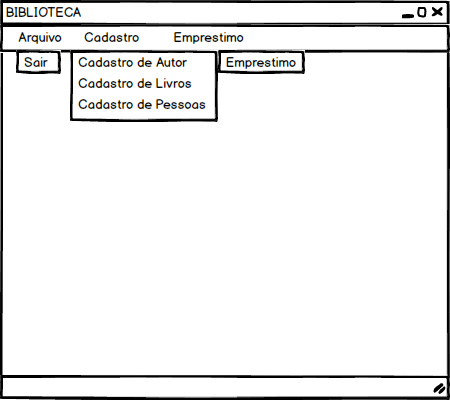 BIBLIOTECA
Arquivo Cadastro Emprestimo
Sair
Cadastro de Autor
Cadastro de Livros
Cadastro de Pessoas
Emprestimo